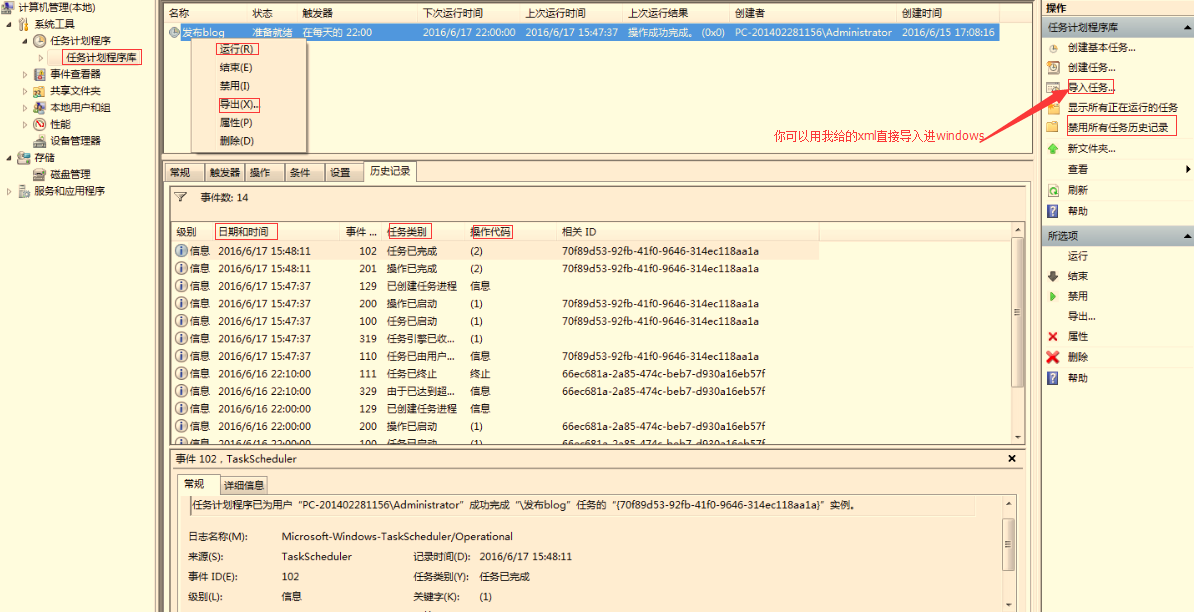 计算机管理(本地)
系统工具
任务计划程序
任务计划程序库
事件查看器
共享文件夹
本地用户和组
性能
设备管理器
存储
磁盘管理
服务和应用程序
名称 状态 触发器 下次运行时间 上次运行时间 上次运行结果 创建者 创建时间
发布blog 准备就绪 在每天的 22:00 2016/6/17 22:00:00 2016/6/17 15:47:37 操作成功完成。 (0x0) PC-201402281156\Administrator 2016/6/15 17:08:16
运行(R)
结束(E)
禁用(I)
导出(X)...
属性(P)
删除(D)
你可以用我给的xml直接导入进windows
常规 触发器 操作 条件 设置 历史记录
事件数: 14
级别 日期和时间 事件 ... 任务类别 操作代码 相关 ID
信息 2016/6/17 15:48:11 102 任务已完成 (2) 70f89d53-92fb-41f0-9646-314ec118aa1a
信息 2016/6/17 15:48:11 201 操作已完成 (2) 70f89d53-92fb-41f0-9646-314ec118aa1a
信息 2016/6/17 15:47:37 129 已创建任务进程 信息
信息 2016/6/17 15:47:37 200 操作已启动 (1) 70f89d53-92fb-41f0-9646-314ec118aa1a
信息 2016/6/17 15:47:37 100 任务已启动 (1) 70f89d53-92fb-41f0-9646-314ec118aa1a
信息 2016/6/17 15:47:37 319 任务引擎已收... (1)
信息 2016/6/17 15:47:37 110 任务已由用户... 信息 70f89d53-92fb-41f0-9646-314ec118aa1a
信息 2016/6/16 22:10:00 111 任务已终止 终止 66ec681a-2a85-474c-beb7-d930a16eb57f
信息 2016/6/16 22:10:00 329 由于已达到超... 信息 66ec681a-2a85-474c-beb7-d930a16eb57f
信息 2016/6/16 22:00:00 129 已创建任务进程 信息
信息 2016/6/16 22:00:00 200 操作已启动 (1) 66ec681a-2a85-474c-beb7-d930a16eb57f
信息 2016/6/16 22:00:00 100 任务已启动 (1) 66ec681a-2a85-474c-beb7-d930a16eb57f
事件 102，TaskScheduler
常规 详细信息
任务计划程序已为用户 "PC-201402281156\Administrator" 成功完成 "\发布blog" 任务的 "{70f89d53-92fb-41f0-9646-314ec118aa1a}" 实例。
日志名称(M): Microsoft-Windows-TaskScheduler/Operational
来源(S): TaskScheduler 记录时间(D): 2016/6/17 15:48:11
事件 ID(E): 102 任务类别(Y): 任务已完成
级别(L): 信息 关键字(K): (1)
操作
任务计划程序库
创建基本任务...
创建任务...
导入任务...
显示所有正在运行的任务
禁用所有任务历史记录
新文件夹...
查看
刷新
帮助
所选项
运行
结束
禁用
导出...
属性
删除
帮助